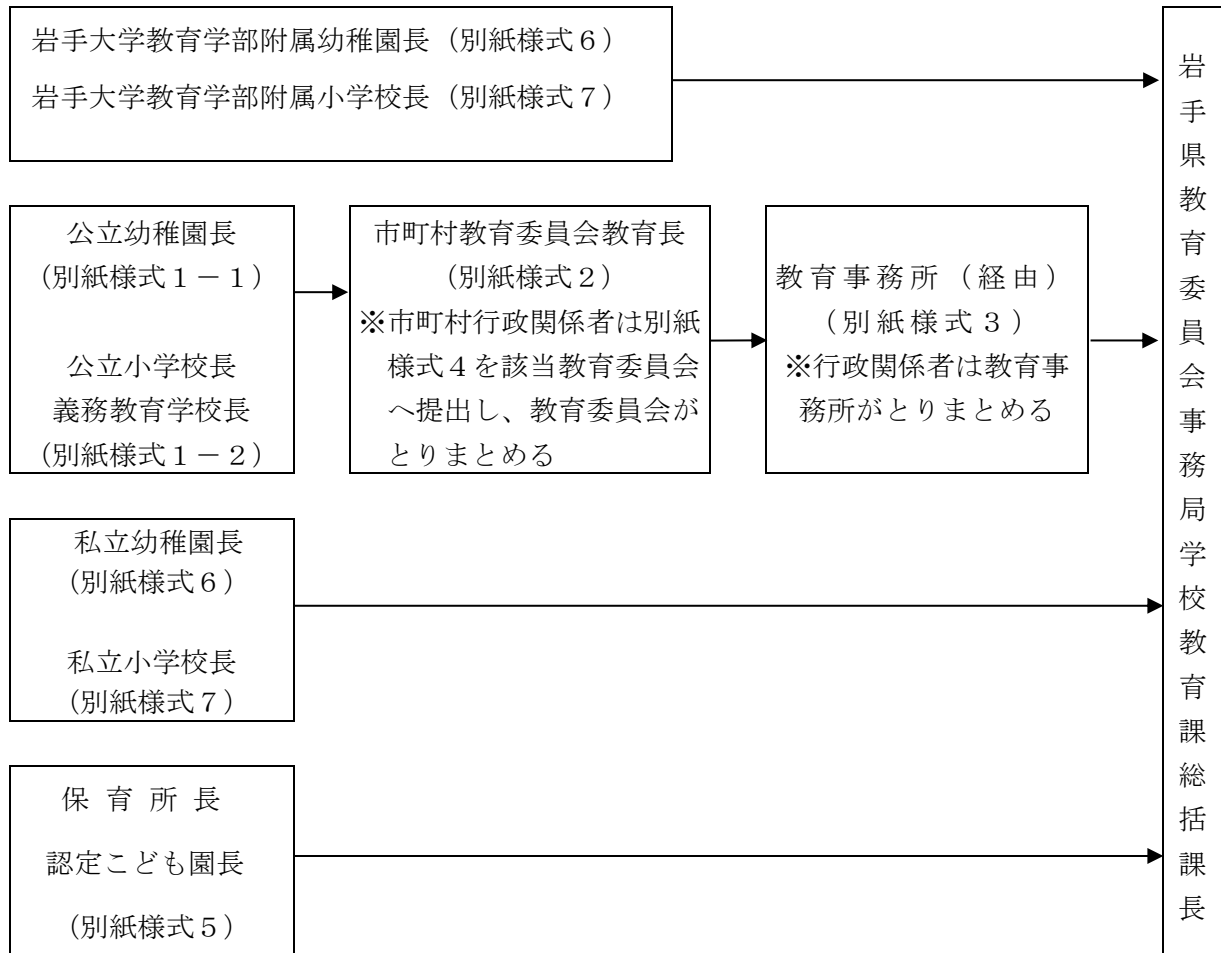 岩手大学教育学部附属幼稚園長（別紙様式６）
岩手大学教育学部附属小学校長（別紙様式７）
公立幼稚園長
（別紙様式１－１）
公立小学校長
義務教育学校長
（別紙様式１－２）
市町村教育委員会教育長
（別紙様式２）
※市町村行政関係者は別紙
様式４を該当教育委員会
へ提出し、教育委員会が
とりまとめる
教育事務所（経由）
（別紙様式３）
※行政関係者は教育事
務所がとりまとめる
私立幼稚園長
（別紙様式６）
私立小学校長
（別紙様式７）
保育所長
認定こども園長
（別紙様式５）
岩手県教育委員会事務局学校教育課総括課長